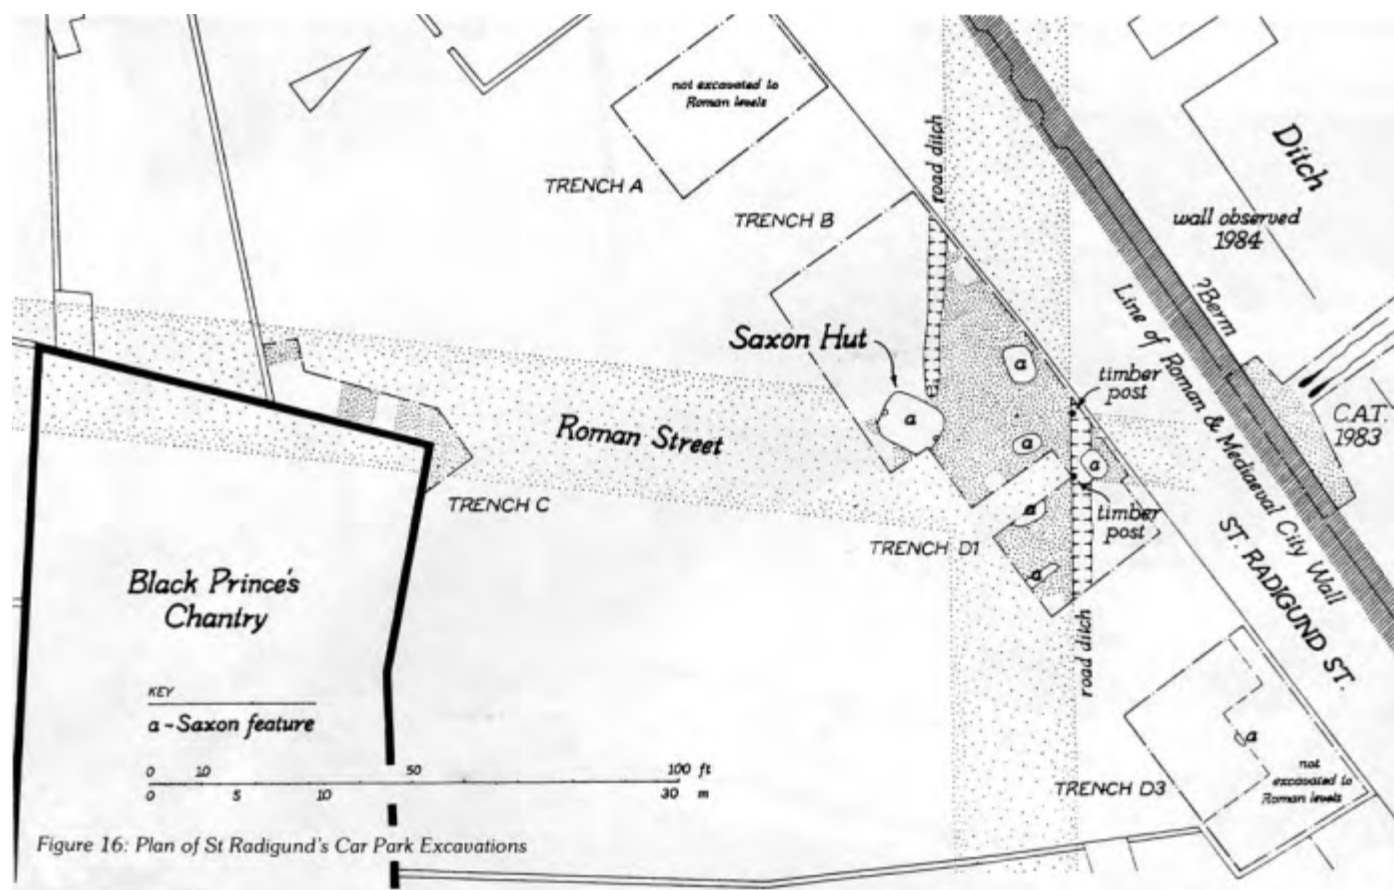 not excavated to
Roman levels
TRENCH A
TRENCH B
road ditch
Ditch
wall observed
1984
?Berm
Line of Roman & Mediaeval City Wall
Saxon Hut
a
a
a
a
a
a
timber
post
C.A.T.
1983
Roman Street
TRENCH C
timber
post
TRENCH D1
ST. RADIGUND ST.
Black Prince's
Chantry
road ditch
KEY
a - Saxon feature
0 10 50 100 ft
0 5 10 30 m
a
not
excavated to
Roman levels
TRENCH D3
Figure 16: Plan of St Radigund's Car Park Excavations